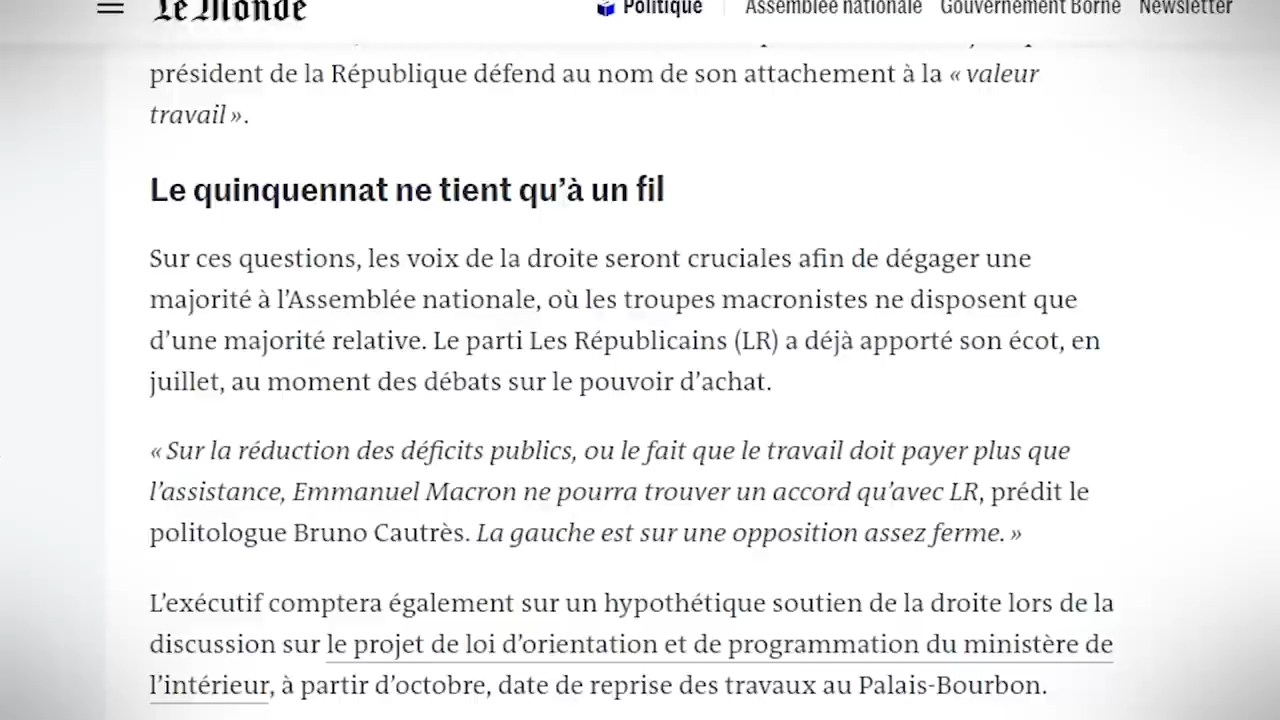 Le Monde
Politique Assemblée nationale Gouvernement Borne Newsletter
président de la République défend au nom de son attachement à la « valeur
travail ».
Le quinquennat ne tient qu’à un fil
Sur ces questions, les voix de la droite seront cruciales afin de dégager une
majorité à l’Assemblée nationale, où les troupes macronistes ne disposent que
d’une majorité relative. Le parti Les Républicains (LR) a déjà apporté son écot, en
juillet, au moment des débats sur le pouvoir d’achat.
« Sur la réduction des déficits publics, ou le fait que le travail doit payer plus que
l’assistance, Emmanuel Macron ne pourra trouver un accord qu’avec LR, prédit le
politologue Bruno Cautrès. La gauche est sur une opposition assez ferme. »
L’exécutif comptera également sur un hypothétique soutien de la droite lors de la
discussion sur le projet de loi d’orientation et de programmation du ministère de
l’intérieur, à partir d’octobre, date de reprise des travaux au Palais-Bourbon.